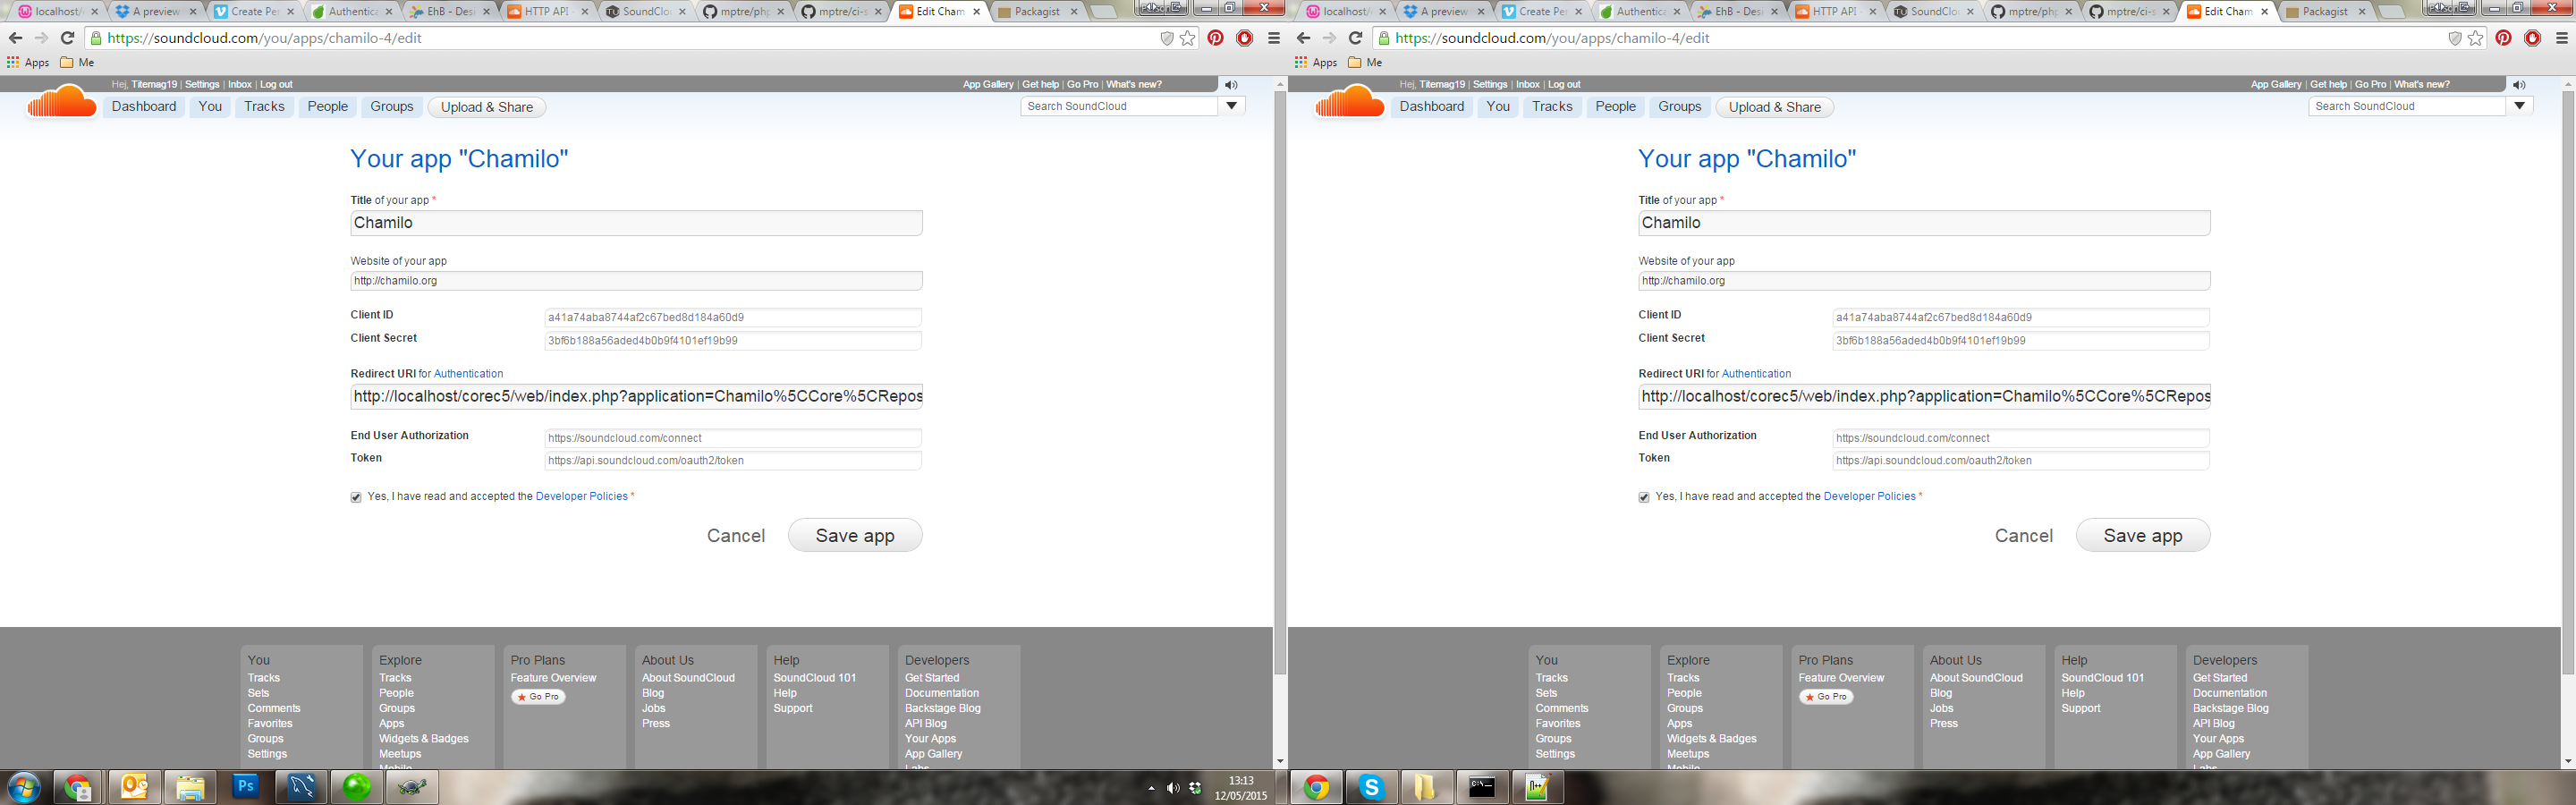 localhost/
A preview
Create Pe
Authentica
EhB - Desi
HTTP API
SoundClou
mptre/php
mptre/ci-s
Edit Cham
Packagist
https://soundcloud.com/you/apps/chamilo-4/edit
Apps Me
Hej, Titemag19 | Settings | Inbox | Log out
App Gallery | Get help | Go Pro | What's new?
Dashboard You Tracks People Groups Upload & Share
Search SoundCloud
Your app "Chamilo"
Title of your app *
Chamilo
Website of your app
http://chamilo.org
Client ID a41a74aba8744af2c67bed8d184a60d9
Client Secret 3bf6b188a56aded4b0b9f4101ef19b99
Redirect URI for Authentication
http://localhost/corec5/web/index.php?application=Chamilo%5CCore%5CRepos
End User Authorization https://soundcloud.com/connect
Token https://api.soundcloud.com/oauth2/token
Yes, I have read and accepted the Developer Policies *
Cancel Save app
You
Tracks
Sets
Comments
Favorites
Groups
Settings
Explore
Tracks
People
Groups
Apps
Widgets & Badges
Meetups
Mobile
Pro Plans
Feature Overview
Go Pro
About Us
About SoundCloud
Blog
Jobs
Press
Help
SoundCloud 101
Help
Support
Developers
Get Started
Documentation
Backstage Blog
API Blog
Your Apps
App Gallery
Labs
Ps
13:13
12/05/2015
localhost/
A preview
Create Pe
Authentica
EhB - Desi
HTTP API
SoundClou
mptre/php
mptre/ci-s
Edit Cham
Packagist
https://soundcloud.com/you/apps/chamilo-4/edit
Apps Me
Hej, Titemag19 | Settings | Inbox | Log out
App Gallery | Get help | Go Pro | What's new?
Dashboard You Tracks People Groups Upload & Share
Search SoundCloud
Your app "Chamilo"
Title of your app *
Chamilo
Website of your app
http://chamilo.org
Client ID a41a74aba8744af2c67bed8d184a60d9
Client Secret 3bf6b188a56aded4b0b9f4101ef19b99
Redirect URI for Authentication
http://localhost/corec5/web/index.php?application=Chamilo%5CCore%5CRepos
End User Authorization https://soundcloud.com/connect
Token https://api.soundcloud.com/oauth2/token
Yes, I have read and accepted the Developer Policies *
Cancel Save app
You
Tracks
Sets
Comments
Favorites
Groups
Settings
Explore
Tracks
People
Groups
Apps
Widgets & Badges
Meetups
Mobile
Pro Plans
Feature Overview
Go Pro
About Us
About SoundCloud
Blog
Jobs
Press
Help
SoundCloud 101
Help
Support
Developers
Get Started
Documentation
Backstage Blog
API Blog
Your Apps
App Gallery
Labs